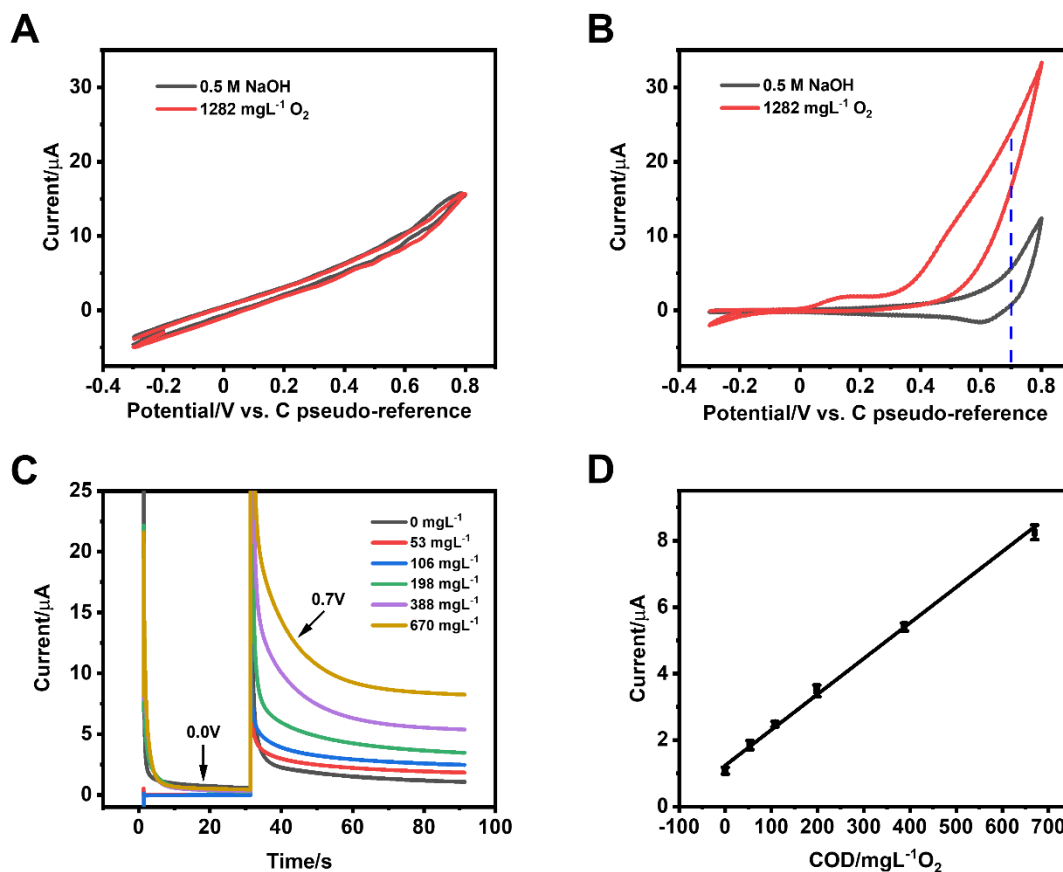 A
0.5 M NaOH
1282 mgL⁻¹ O₂
30
20
10
0
Current/μA
-0.4 -0.2 0 0.2 0.4 0.6 0.8
Potential/V vs. C pseudo-reference
B
0.5 M NaOH
1282 mgL⁻¹ O₂
30
20
10
0
Current/μA
-0.4 -0.2 0 0.2 0.4 0.6 0.8
Potential/V vs. C pseudo-reference
C
25
20
15
10
5
0
Current/μA
0 mgL⁻¹
53 mgL⁻¹
106 mgL⁻¹
198 mgL⁻¹
388 mgL⁻¹
670 mgL⁻¹
0.7V
0.0V
0 20 40 60 80 100
Time/s
D
8
6
4
2
0
Current/μA
-100 0 100 200 300 400 500 600 700
COD/mgL⁻¹O₂